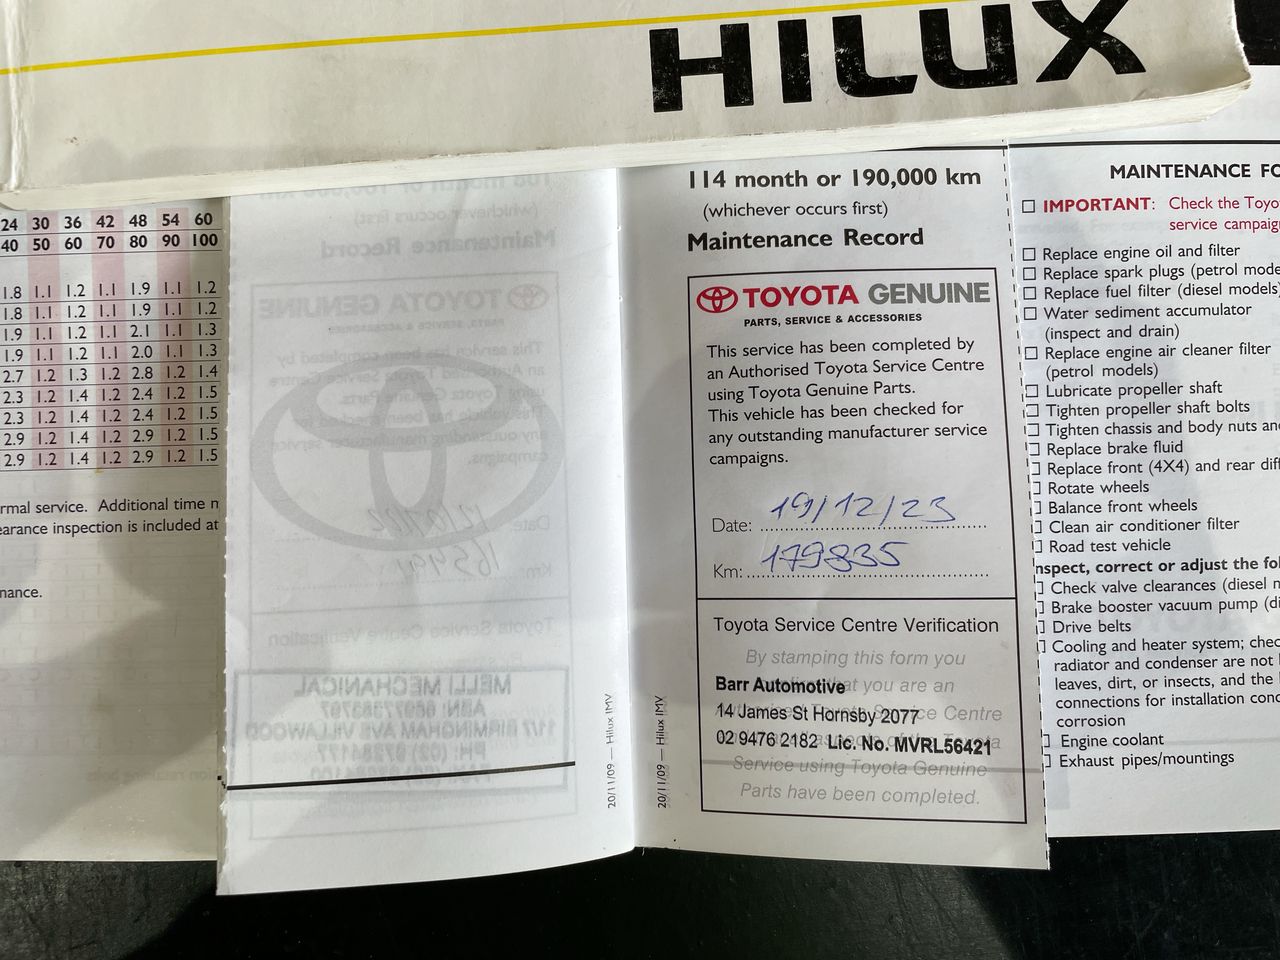 HILUX
24 30 36 42 48 54 60
40 50 60 70 80 90 100
1.8 1.1 1.2 1.1 1.9 1.1 1.2
1.8 1.1 1.2 1.1 1.9 1.1 1.2
1.9 1.1 1.2 1.1 2.1 1.1 1.3
1.9 1.1 1.2 1.1 2.0 1.1 1.3
2.7 1.2 1.3 1.2 2.8 1.2 1.4
2.3 1.2 1.4 1.2 2.4 1.2 1.5
2.3 1.2 1.4 1.2 2.4 1.2 1.5
2.9 1.2 1.4 1.2 2.9 1.2 1.5
2.9 1.2 1.4 1.2 2.9 1.2 1.5
rmal service. Additional time n
earance inspection is included at
nance.
20/11/09 — Hilux IMV
114 month or 190,000 km
(whichever occurs first)
Maintenance Record
TOYOTA GENUINE
PARTS, SERVICE & ACCESSORIES
This service has been completed by
an Authorised Toyota Service Centre
using Toyota Genuine Parts.
This vehicle has been checked for
any outstanding manufacturer service
campaigns.
Date: 19/12/23
Km: 179835
Toyota Service Centre Verification
By stamping this form you
that you are an
Barr Automotive
14 James St Hornsby 2077
Service Centre
02 9476 2182 Lic. No. MVRL56421
Service using Toyota Genuine
Parts have been completed.
20/11/09 — Hilux IMV
MAINTENANCE FO
IMPORTANT: Check the Toyo
service campaig
Replace engine oil and filter
Replace spark plugs (petrol mode
Replace fuel filter (diesel models)
Water sediment accumulator
(inspect and drain)
Replace engine air cleaner filter
(petrol models)
Lubricate propeller shaft
Tighten propeller shaft bolts
Tighten chassis and body nuts an
Replace brake fluid
Replace front (4X4) and rear diff
Rotate wheels
Balance front wheels
Clean air conditioner filter
Road test vehicle
nspect, correct or adjust the fol
Check valve clearances (diesel n
Brake booster vacuum pump (di
Drive belts
Cooling and heater system; chec
radiator and condenser are not
leaves, dirt, or insects, and the
connections for installation cond
corrosion
Engine coolant
Exhaust pipes/mountings